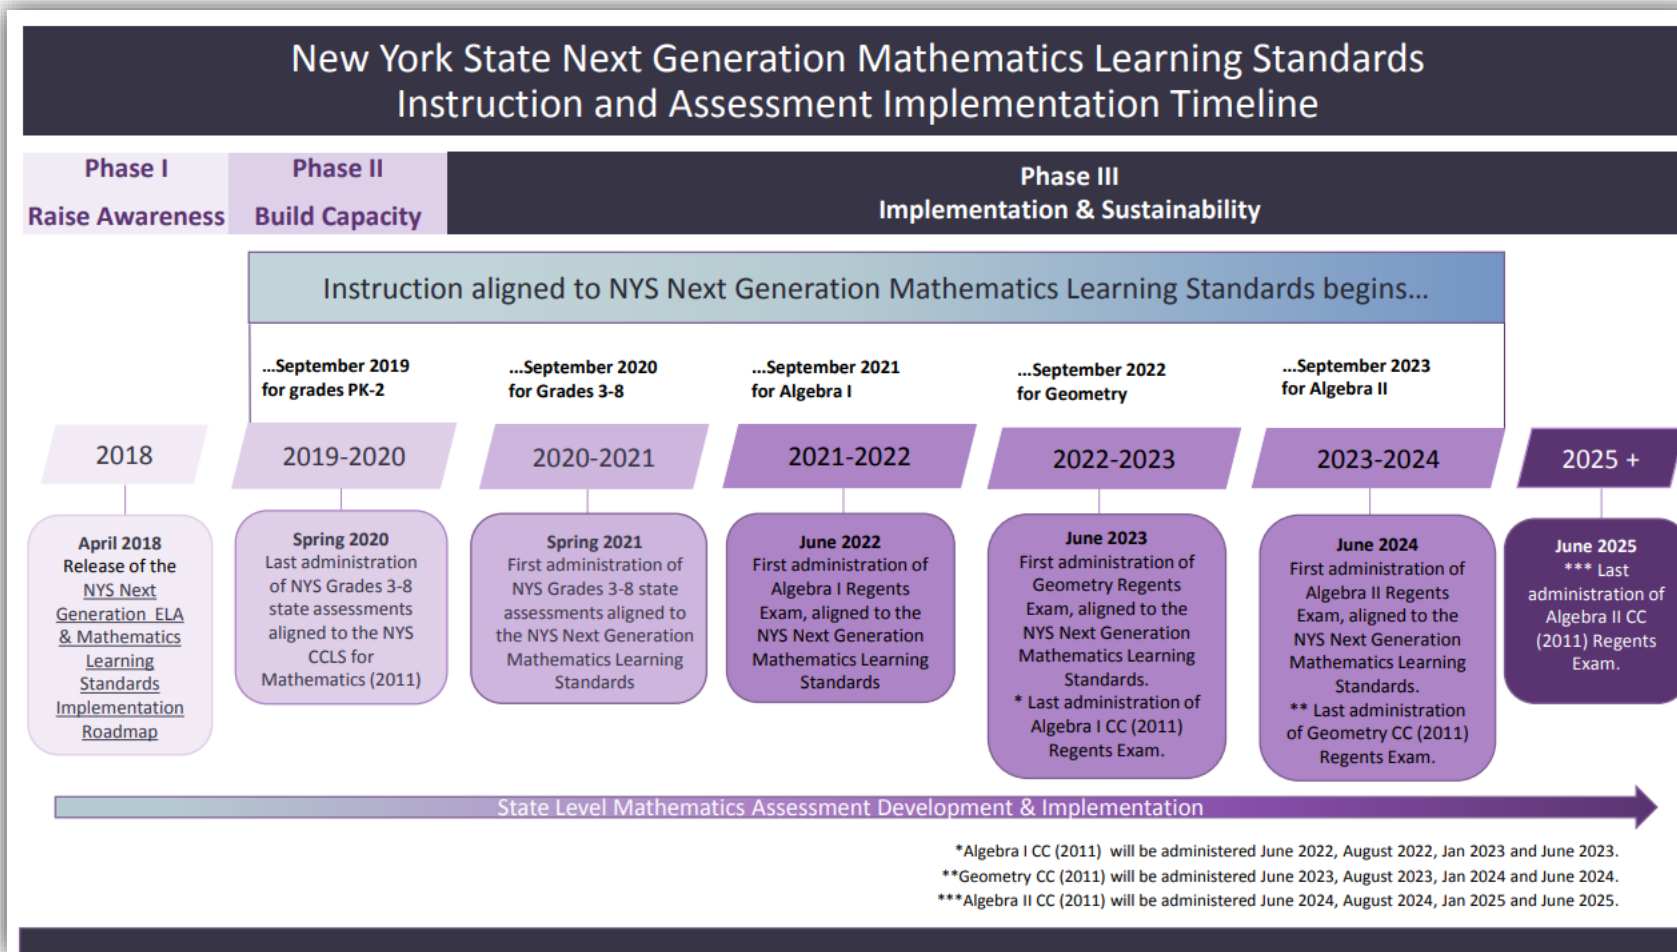 New York State Next Generation Mathematics Learning Standards
Instruction and Assessment Implementation Timeline
Phase I
Raise Awareness
Phase II
Build Capacity
Phase III
Implementation & Sustainability
Instruction aligned to NYS Next Generation Mathematics Learning Standards begins...
...September 2019
for grades PK-2
...September 2020
for Grades 3-8
...September 2021
for Algebra I
...September 2022
for Geometry
...September 2023
for Algebra II
2018
2019-2020
2020-2021
2021-2022
2022-2023
2023-2024
2025 +
April 2018
Release of the
NYS Next
Generation ELA
& Mathematics
Learning
Standards
Implementation
Roadmap
Spring 2020
Last administration
of NYS Grades 3-8
state assessments
aligned to the NYS
CCLS for
Mathematics (2011)
Spring 2021
First administration of
NYS Grades 3-8 state
assessments aligned to
the NYS Next Generation
Mathematics Learning
Standards
June 2022
First administration of
Algebra I Regents
Exam, aligned to the
NYS Next Generation
Mathematics Learning
Standards
June 2023
First administration of
Geometry Regents
Exam, aligned to the
NYS Next Generation
Mathematics Learning
Standards.
* Last administration of
Algebra I CC (2011)
Regents Exam.
June 2024
First administration of
Algebra II Regents
Exam, aligned to the
NYS Next Generation
Mathematics Learning
Standards.
** Last administration
of Geometry CC (2011)
Regents Exam.
June 2025
*** Last
administration of
Algebra II CC
(2011) Regents
Exam.
State Level Mathematics Assessment Development & Implementation
*Algebra I CC (2011) will be administered June 2022, August 2022, Jan 2023 and June 2023.
**Geometry CC (2011) will be administered June 2023, August 2023, Jan 2024 and June 2024.
***Algebra II CC (2011) will be administered June 2024, August 2024, Jan 2025 and June 2025.